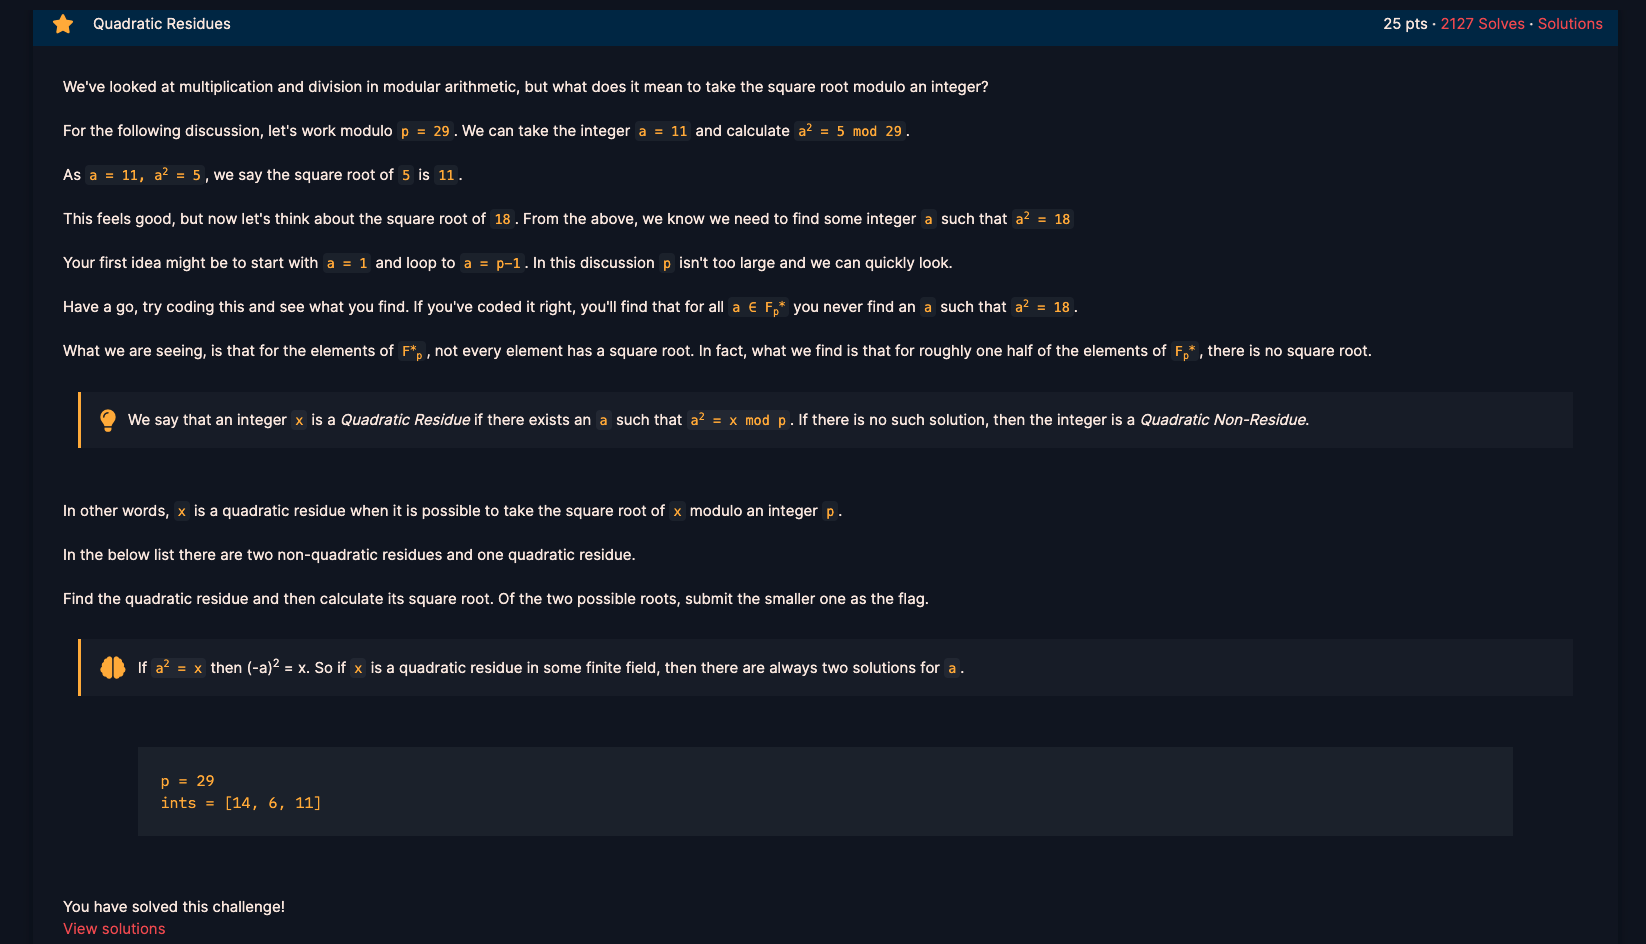 Quadratic Residues
25 pts · 2127 Solves · Solutions
We've looked at multiplication and division in modular arithmetic, but what does it mean to take the square root modulo an integer?
For the following discussion, let's work modulo p = 29. We can take the integer a = 11 and calculate a² = 5 mod 29.
As a = 11, a² = 5, we say the square root of 5 is 11.
This feels good, but now let's think about the square root of 18. From the above, we know we need to find some integer a such that a² = 18
Your first idea might be to start with a = 1 and loop to a = p-1. In this discussion p isn't too large and we can quickly look.
Have a go, try coding this and see what you find. If you've coded it right, you'll find that for all a ∈ Fₚ* you never find an a such that a² = 18.
What we are seeing, is that for the elements of F*ₚ, not every element has a square root. In fact, what we find is that for roughly one half of the elements of Fₚ*, there is no square root.
We say that an integer x is a Quadratic Residue if there exists an a such that a² = x mod p. If there is no such solution, then the integer is a Quadratic Non-Residue.
In other words, x is a quadratic residue when it is possible to take the square root of x modulo an integer p.
In the below list there are two non-quadratic residues and one quadratic residue.
Find the quadratic residue and then calculate its square root. Of the two possible roots, submit the smaller one as the flag.
If a² = x then (-a)² = x. So if x is a quadratic residue in some finite field, then there are always two solutions for a.
p = 29
ints = [14, 6, 11]
You have solved this challenge!
View solutions